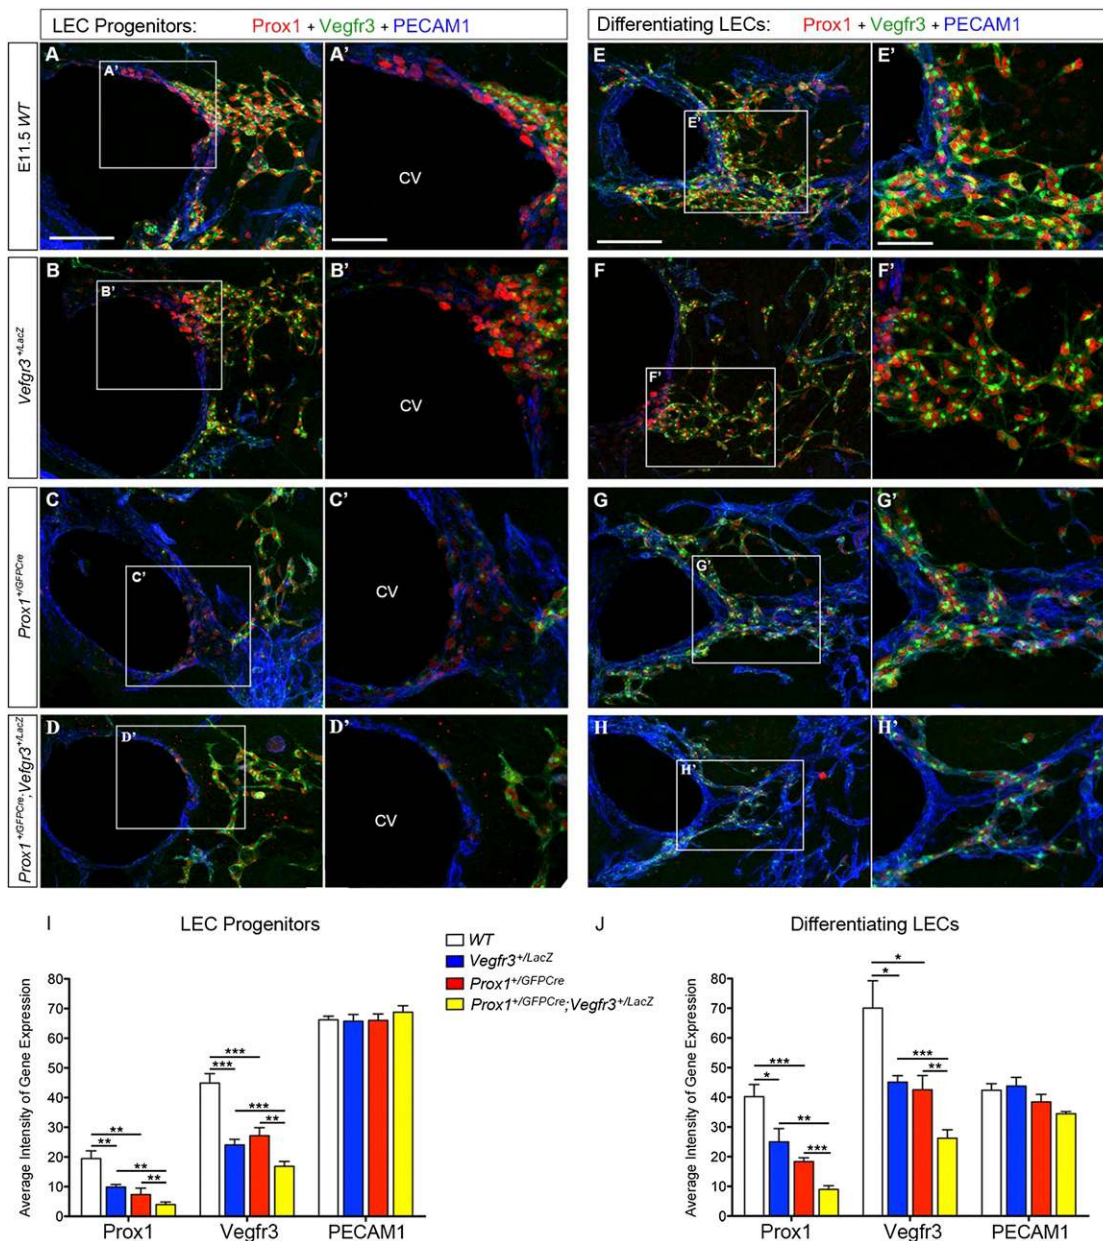 LEC Progenitors: Prox1 + Vegfr3 + PECAM1
Differentiating LECs: Prox1 + Vegfr3 + PECAM1
E11.5 WT
A
A'
A'
CV
E
E'
E'
Vefgr3 +/LacZ
B
B'
B'
CV
F
F'
F'
Prox1 +/GFPCre
C
C'
C'
CV
G
G'
G'
Prox1 +/GFPCre;Vefgr3 +/LacZ
D
D'
D'
CV
H
H'
H'
I
LEC Progenitors
WT
Vegfr3+/LacZ
Prox1+/GFPCre
Prox1+/GFPCre;Vegfr3+/LacZ
Average Intensity of Gene Expression
80
70
60
50
40
30
20
10
0
**
**
**
**
***
***
***
**
Prox1
Vegfr3
PECAM1
J
Differentiating LECs
Average Intensity of Gene Expression
80
70
60
50
40
30
20
10
0
***
*
**
***
*
*
***
**
Prox1
Vegfr3
PECAM1